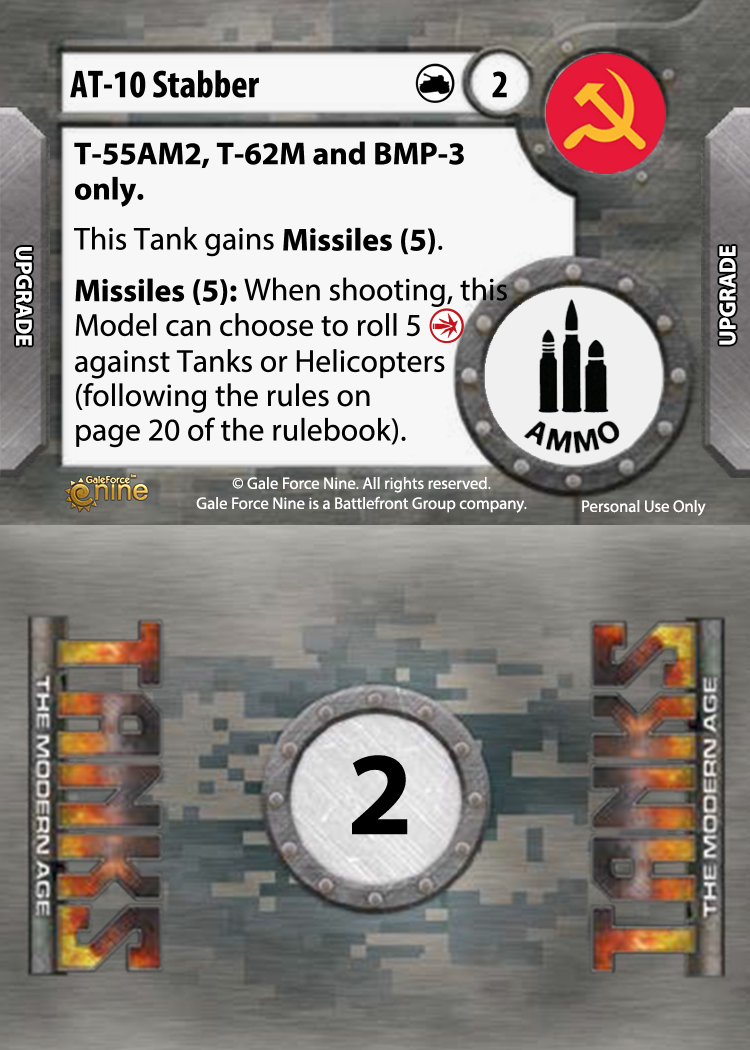 AT-10 Stabber
2
T-55AM2, T-62M and BMP-3
only.
This Tank gains Missiles (5).
Missiles (5): When shooting, this
Model can choose to roll 5
against Tanks or Helicopters
(following the rules on
page 20 of the rulebook).
UPGRADE
UPGRADE
AMMO
GaleForce™
nine
© Gale Force Nine. All rights reserved.
Gale Force Nine is a Battlefront Group company.
Personal Use Only
TANKS
THE MODERN AGE
2
TANKS
THE MODERN AGE